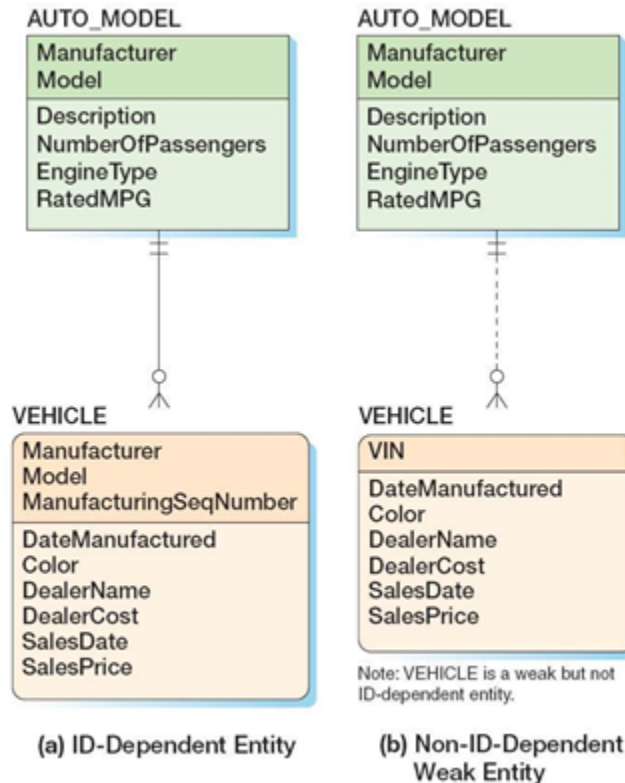 AUTO_MODEL
Manufacturer
Model
Description
NumberOfPassengers
EngineType
RatedMPG
VEHICLE
Manufacturer
Model
ManufacturingSeqNumber
DateManufactured
Color
DealerName
DealerCost
SalesDate
SalesPrice
(a) ID-Dependent Entity
AUTO_MODEL
Manufacturer
Model
Description
NumberOfPassengers
EngineType
RatedMPG
VEHICLE
VIN
DateManufactured
Color
DealerName
DealerCost
SalesDate
SalesPrice
Note: VEHICLE is a weak but not
ID-dependent entity.
(b) Non-ID-Dependent
Weak Entity